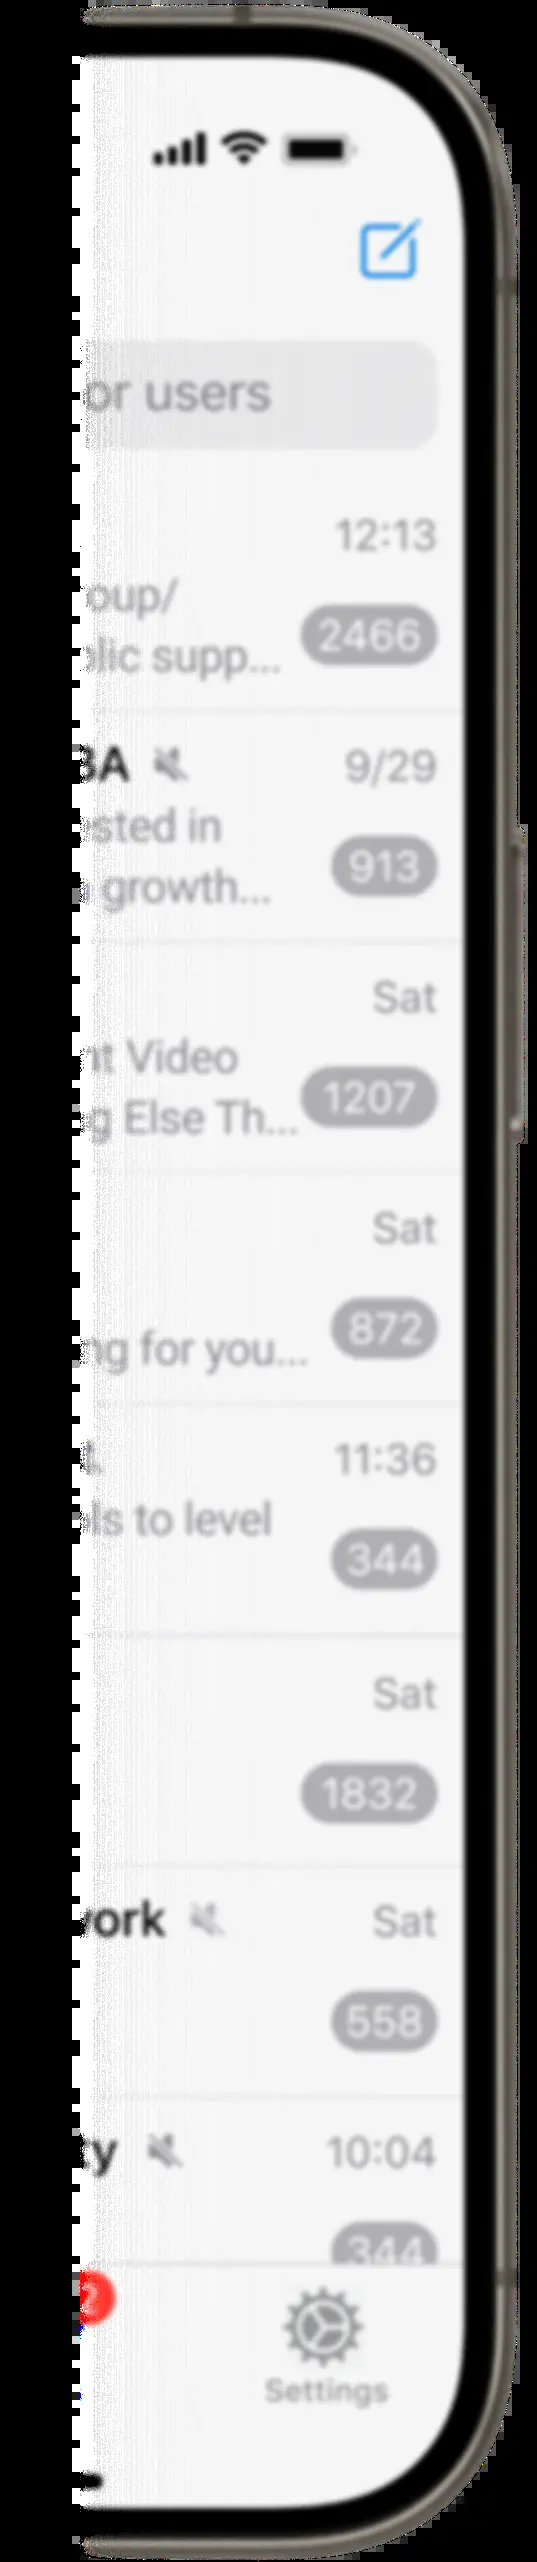 or users
12:13
oup/
lic supp...
2466
BA
9/29
sted in
growth...
913
Sat
nt Video
g Else Th...
1207
Sat
ng for you...
872
11:36
ls to level
344
Sat
1832
work
Sat
558
ty
10:04
344
Settings